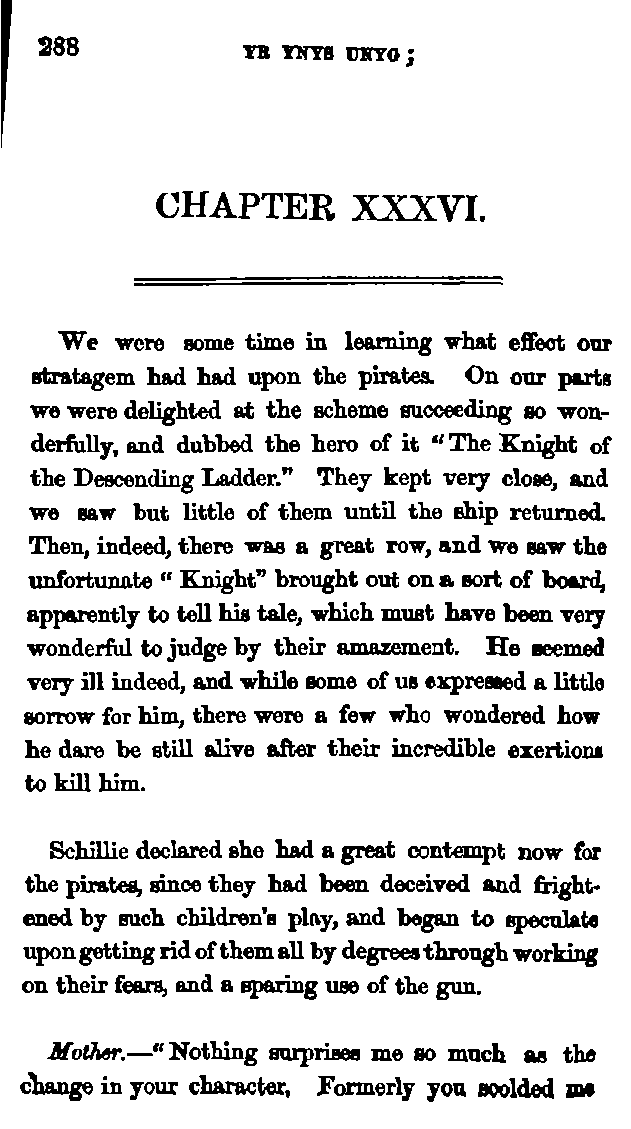 288
YR YNYS UNYG;
CHAPTER XXXVI.
We were some time in learning what effect our
stratagem had had upon the pirates. On our parts
we were delighted at the scheme succeeding so won-
derfully, and dubbed the hero of it "The Knight of
the Descending Ladder." They kept very close, and
we saw but little of them until the ship returned.
Then, indeed, there was a great row, and we saw the
unfortunate " Knight" brought out on a sort of board,
apparently to tell his tale, which must have been very
wonderful to judge by their amazement. He seemed
very ill indeed, and while some of us expressed a little
sorrow for him, there were a few who wondered how
he dare be still alive after their incredible exertions
to kill him.
Schillie declared she had a great contempt now for
the pirates, since they had been deceived and fright-
ened by such children's play, and began to speculate
upon getting rid of them all by degrees through working
on their fears, and a sparing use of the gun.
Mother.—"Nothing surprises me so much as the
change in your character. Formerly you scolded me